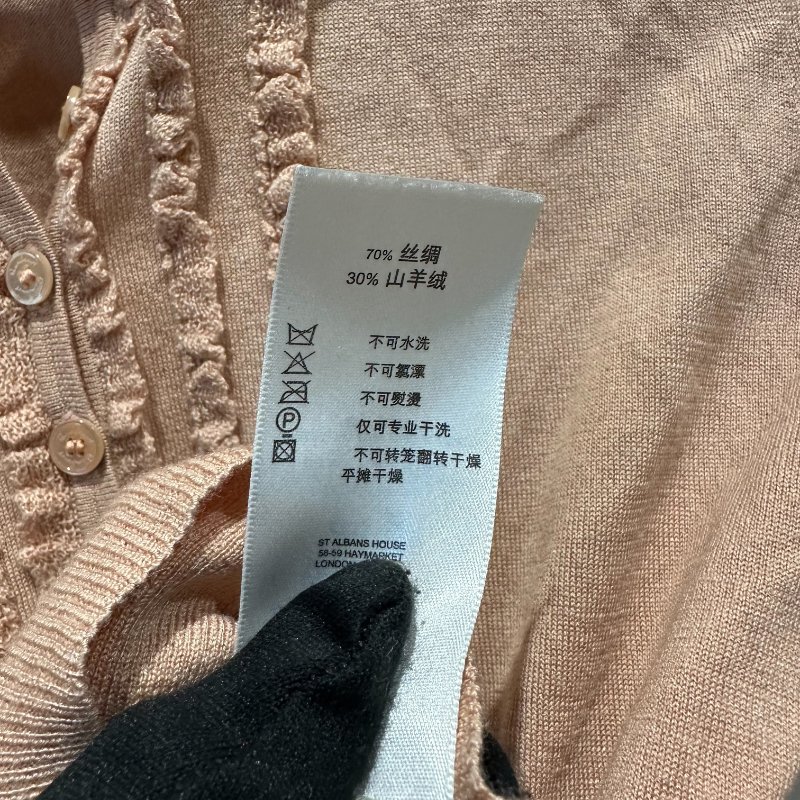 70% 丝绸
30% 山羊绒
不可水洗
不可氯漂
不可熨烫
仅可专业干洗
不可转笼翻转干燥
平摊干燥
ST ALBANS HOUSE
58-59 HAYMARKET
LONDON